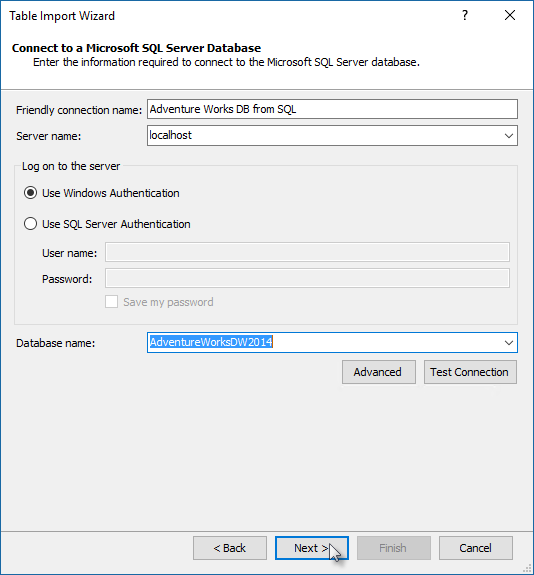 Table Import Wizard ?
Connect to a Microsoft SQL Server Database
Enter the information required to connect to the Microsoft SQL Server database.
Friendly connection name: Adventure Works DB from SQL
Server name: localhost
Log on to the server
Use Windows Authentication
Use SQL Server Authentication
User name:
Password:
Save my password
Database name: AdventureWorksDW2014
Advanced Test Connection
< Back Next > Finish Cancel